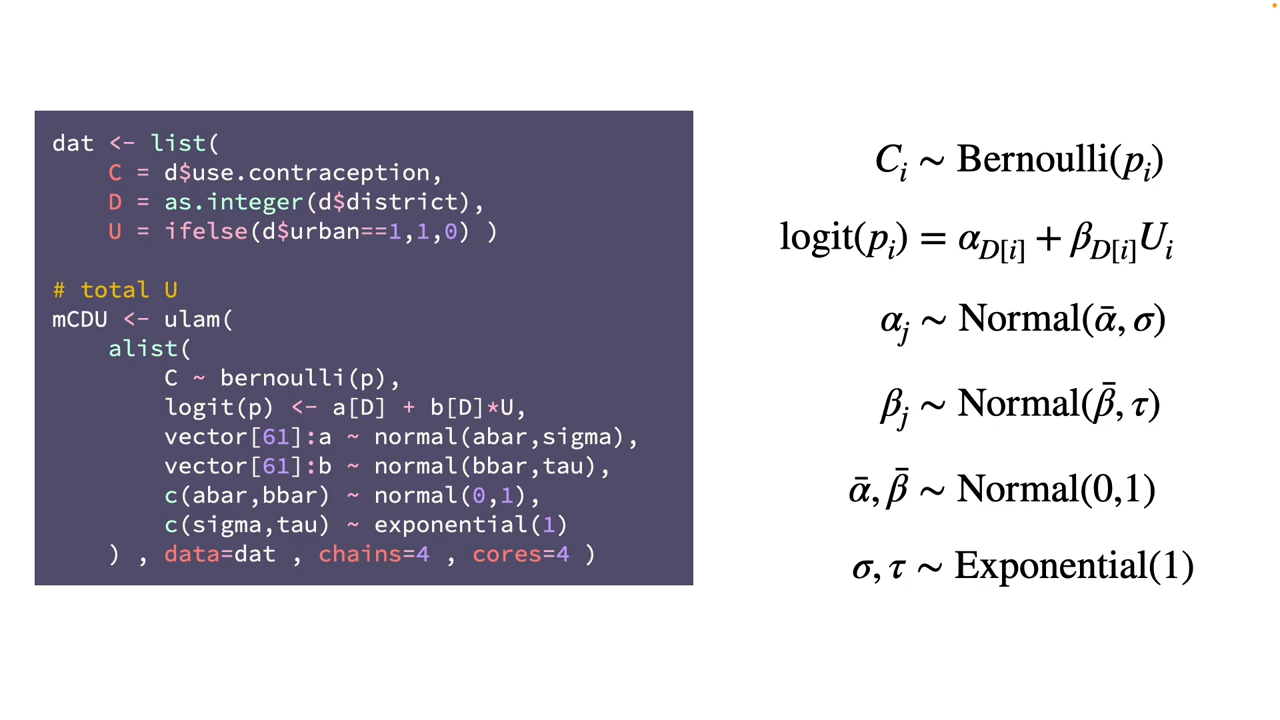 dat <- list(
    C = d$use.contraception,
    D = as.integer(d$district),
    U = ifelse(d$urban==1,1,0) )
# total U
mCDU <- ulam(
    alist(
        C ~ bernoulli(p),
        logit(p) <- a[D] + b[D]*U,
        vector[61]:a ~ normal(abar,sigma),
        vector[61]:b ~ normal(bbar,tau),
        c(abar,bbar) ~ normal(0,1),
        c(sigma,tau) ~ exponential(1)
    ) , data=dat , chains=4 , cores=4 )
Cᵢ ∼ Bernoulli(pᵢ)
logit(pᵢ) = α_D[i] + β_D[i]Uᵢ
αⱼ ∼ Normal(ᾱ, σ)
βⱼ ∼ Normal(β̄, τ)
ᾱ, β̄ ∼ Normal(0,1)
σ, τ ∼ Exponential(1)